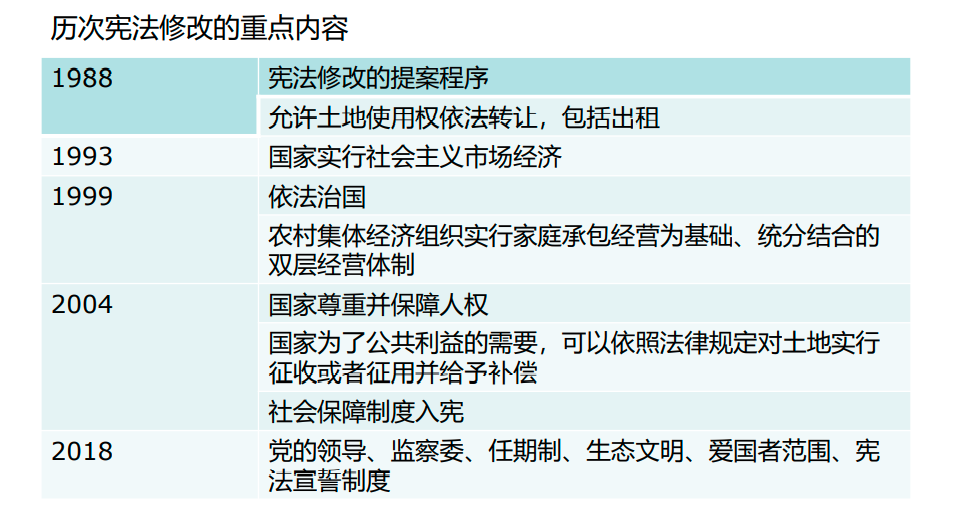 历次宪法修改的重点内容
1988
宪法修改的提案程序
允许土地使用权依法转让，包括出租
1993
国家实行社会主义市场经济
1999
依法治国
农村集体经济组织实行家庭承包经营为基础、统分结合的
双层经营体制
2004
国家尊重并保障人权
国家为了公共利益的需要，可以依照法律规定对土地实行
征收或者征用并给予补偿
社会保障制度入宪
2018
党的领导、监察委、任期制、生态文明、爱国者范围、宪
法宣誓制度